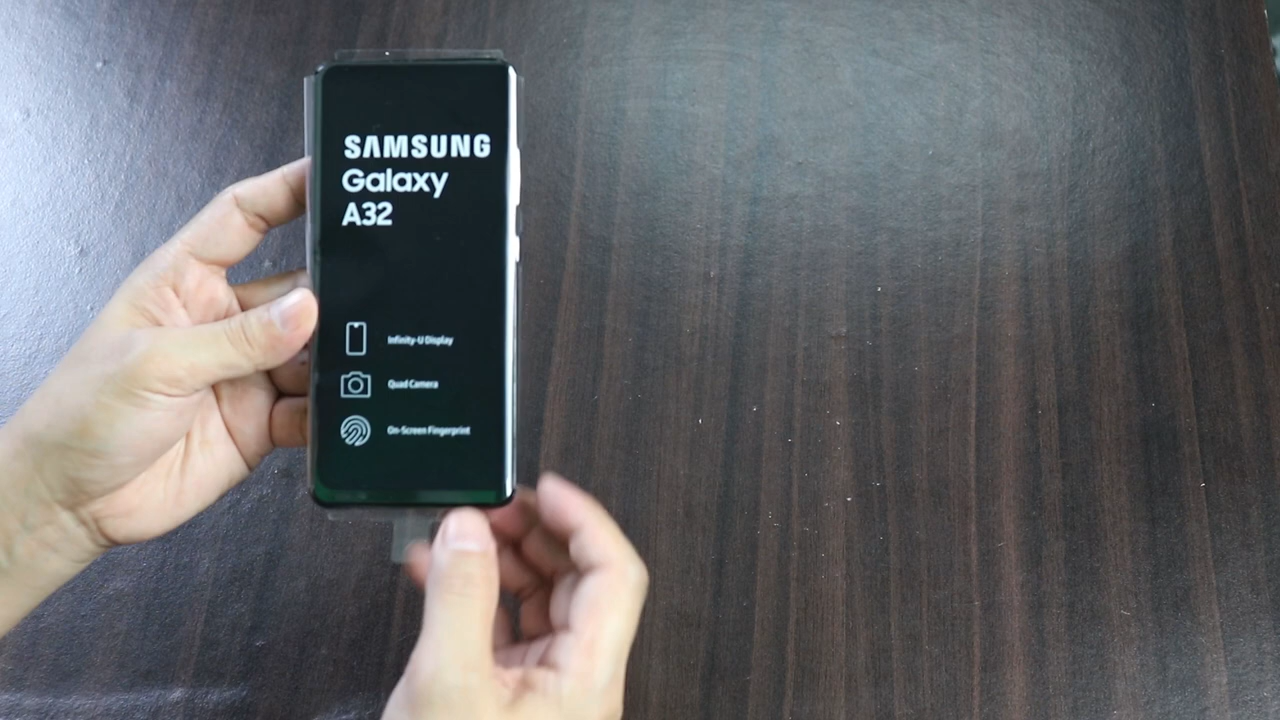 SAMSUNG
Galaxy
A32
Infinity-U Display
Quad Camera
On-Screen Fingerprint